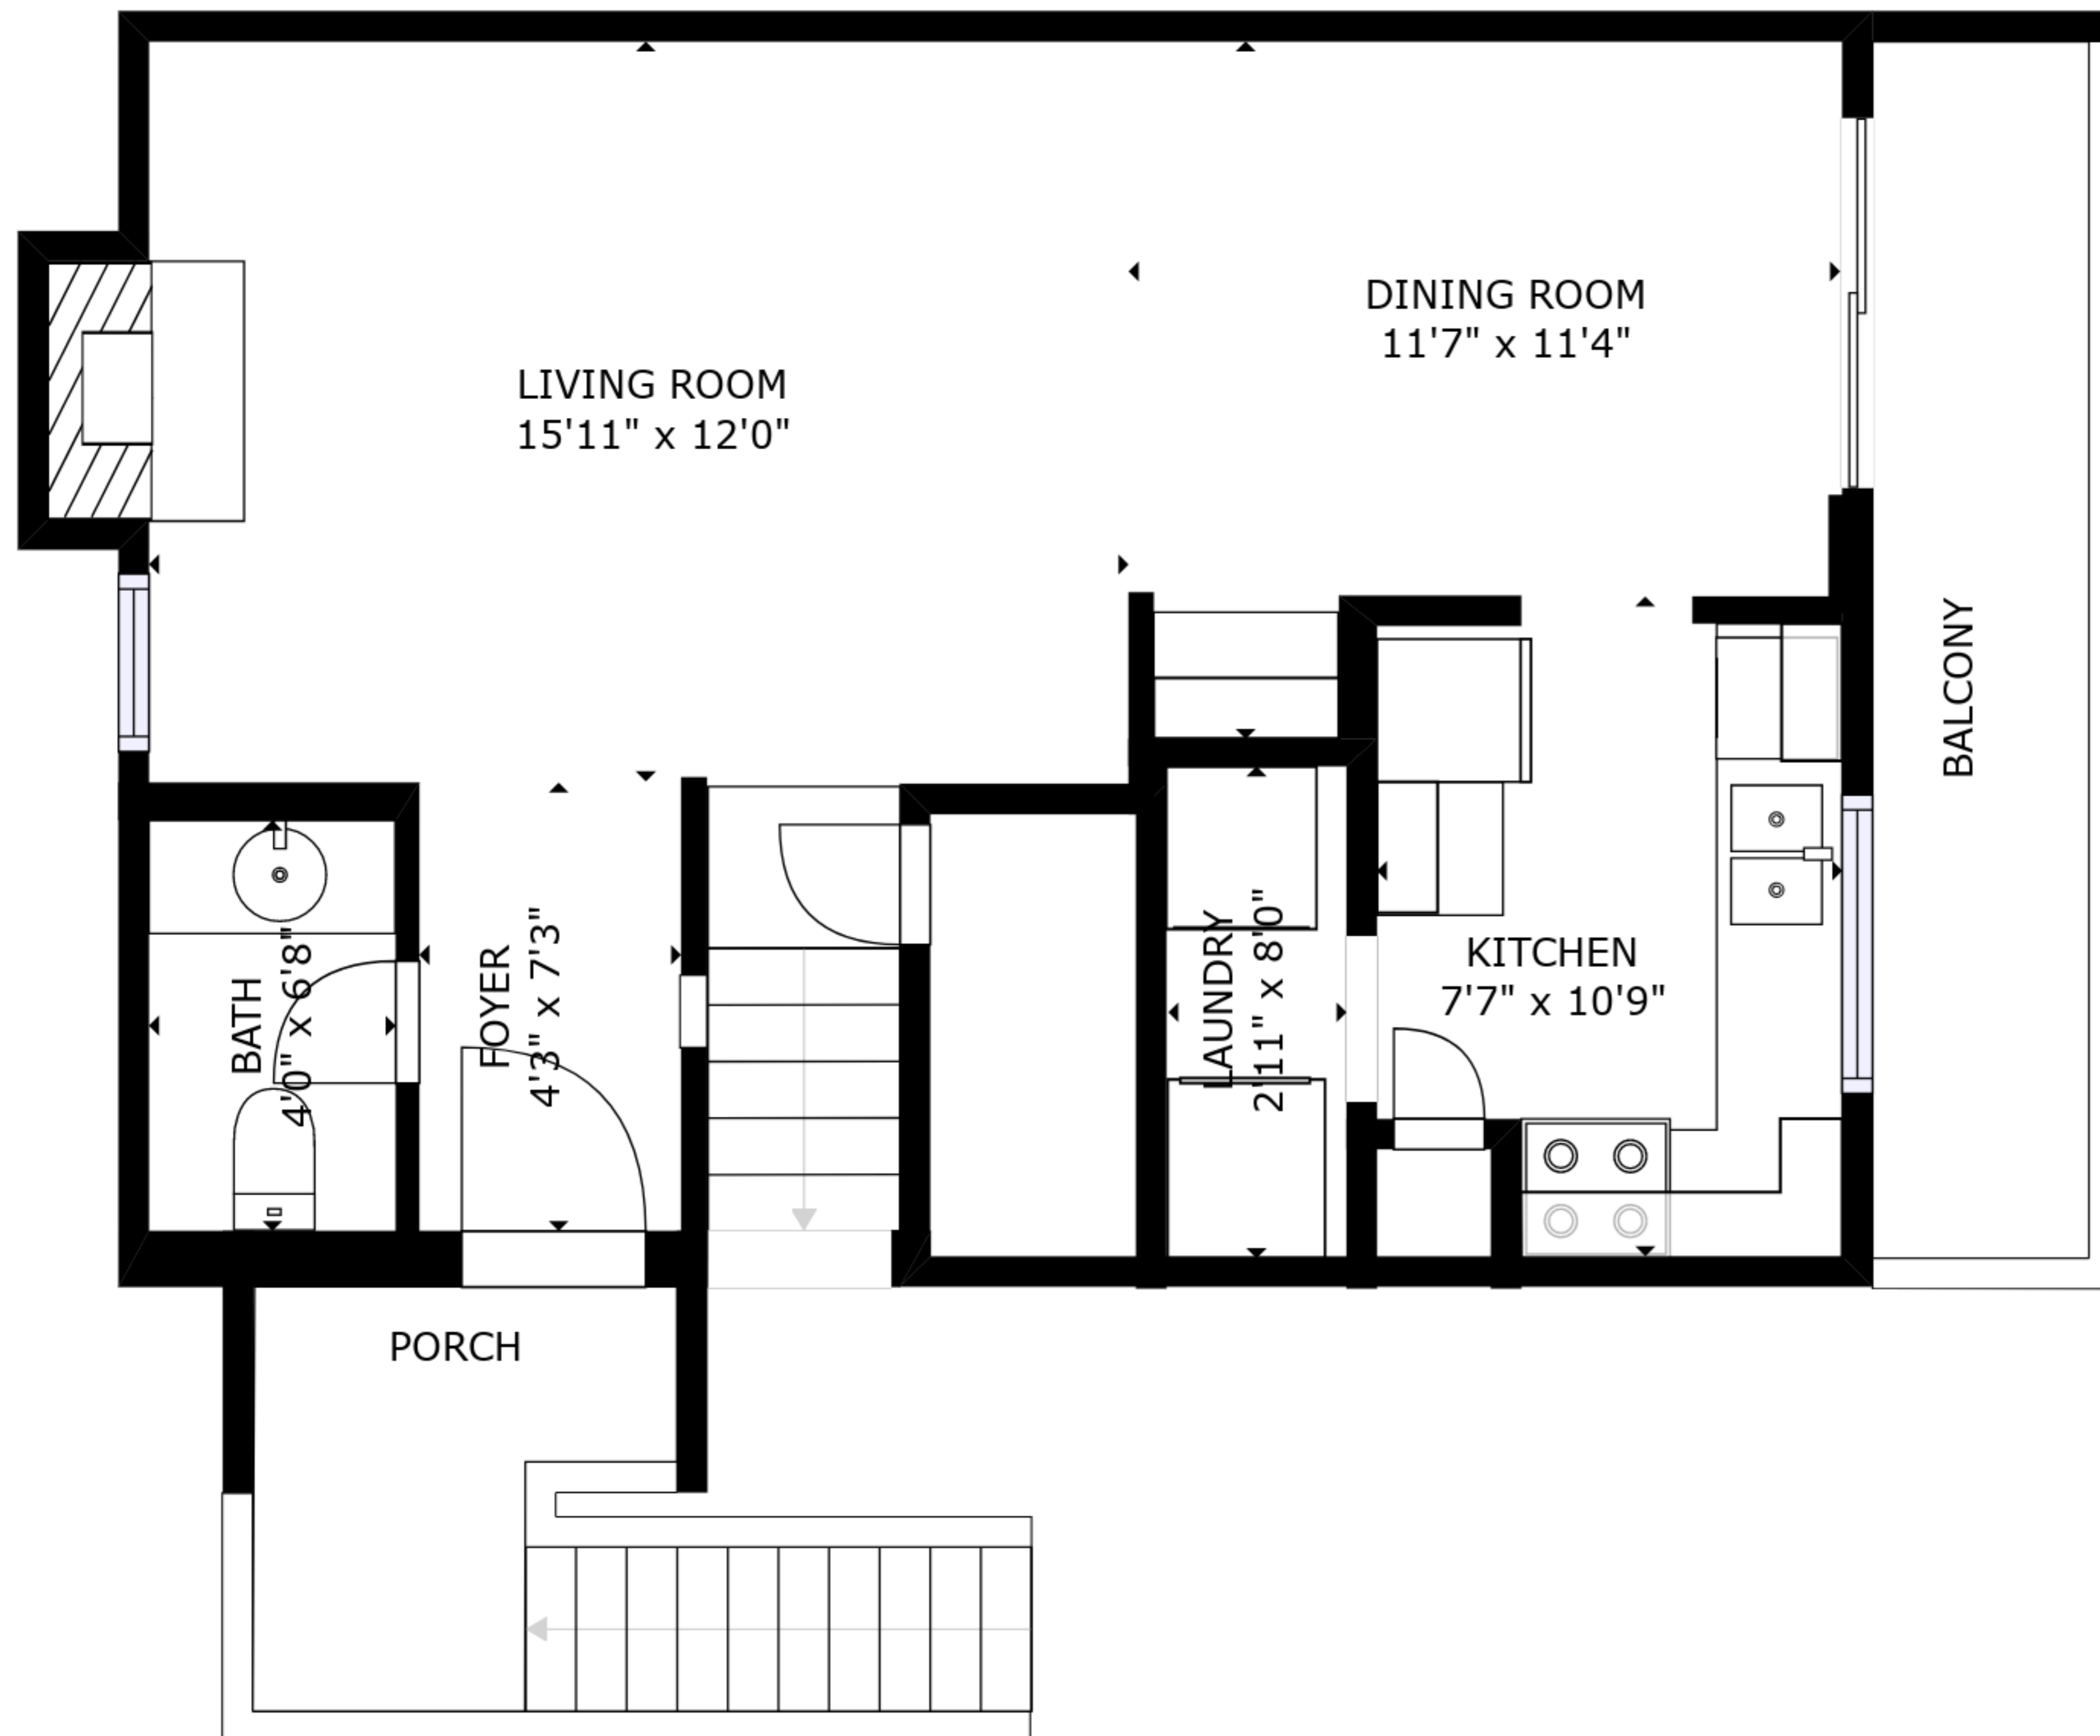 DINING ROOM
11'7" x 11'4"
LIVING ROOM
15'11" x 12'0"
BALCONY
BATH
4'0" x 6'8"
FOYER
4'3" x 7'3"
LAUNDRY
2'11" x 8'0"
KITCHEN
7'7" x 10'9"
PORCH